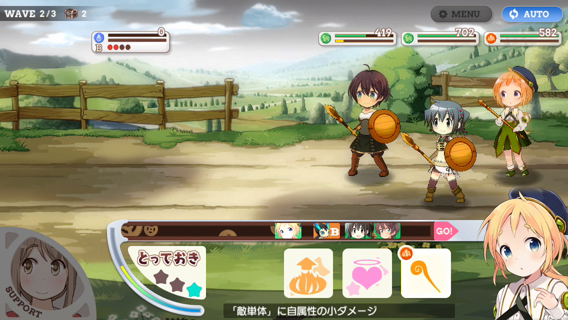 WAVE 2/3 2
MENU
AUTO
0
419
702
582
B
GO!
とっておき
SUPPORT
「敵単体」に自属性の小ダメージ